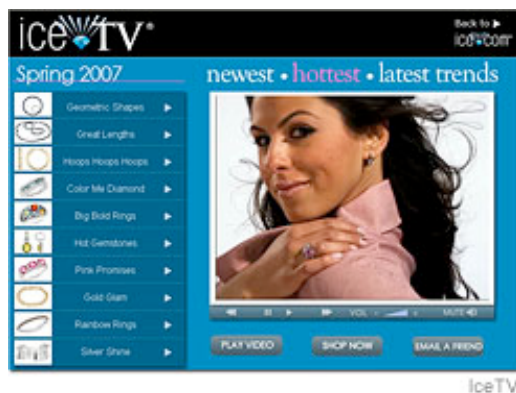 iceTV®
Back to ▶
ice.com
Spring 2007
newest • hottest • latest trends
Geometric Shapes
Great Lengths
Hoops Hoops Hoops
Color Me Diamond
Big Bold Rings
Hot Gemstones
Pink Promises
Gold Glam
Rainbow Rings
Silver Shine
VOL - +
MUTE
PLAY VIDEO
SHOP NOW
EMAIL A FRIEND
IceTV